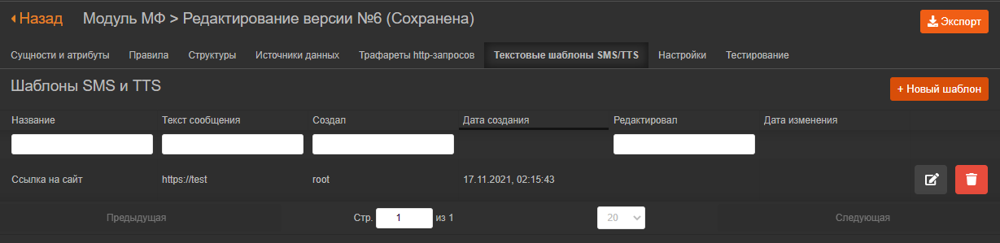 Назад Модуль МФ > Редактирование версии №6 (Сохранена)
Экспорт
Сущности и атрибуты Правила Структуры Источники данных Трафареты http-запросов Текстовые шаблоны SMS/TTS Настройки Тестирование
Шаблоны SMS и TTS
+ Новый шаблон
Название Текст сообщения Создал Дата создания Редактировал Дата изменения
Ссылка на сайт https://test root 17.11.2021, 02:15:43
Предыдущая Стр. 1 из 1 20 Следующая